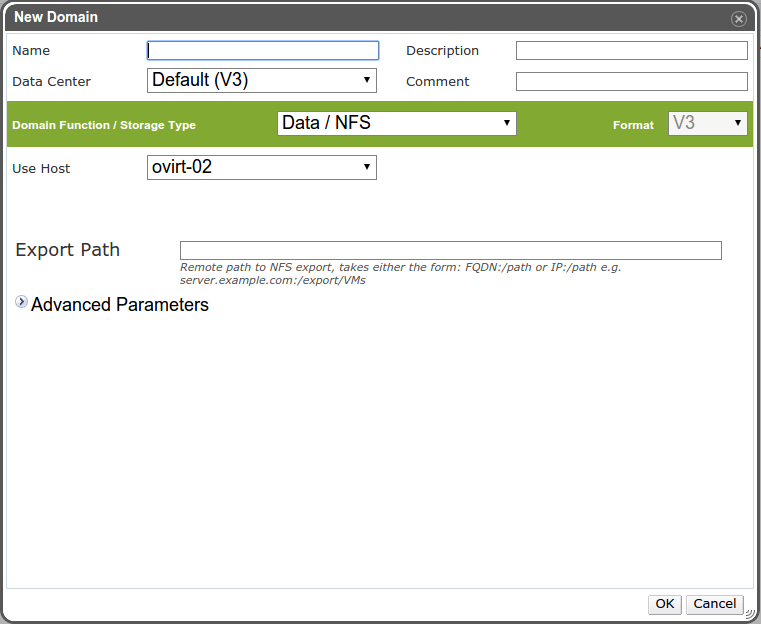 New Domain
Name
Description
Data Center
Default (V3)
Comment
Domain Function / Storage Type
Data / NFS
Format
V3
Use Host
ovirt-02
Export Path
Remote path to NFS export, takes either the form: FQDN:/path or IP:/path e.g.
server.example.com:/export/VMs
Advanced Parameters
OK
Cancel